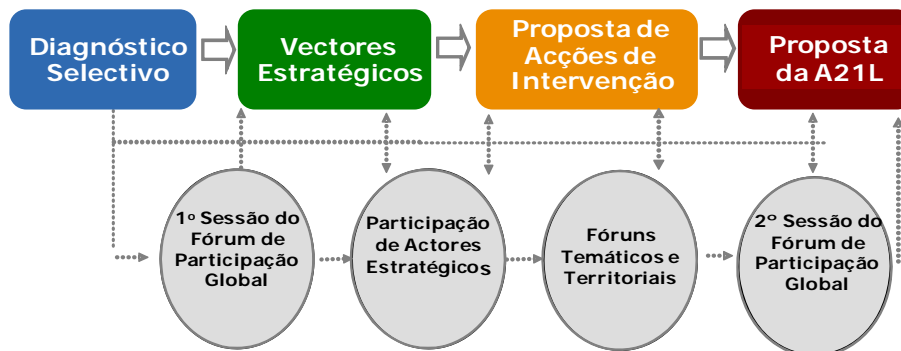 Diagnóstico
Selectivo
Vectores
Estratégicos
Proposta de
Acções de
Intervenção
Proposta
da A21L
1º Sessão do
Fórum de
Participação
Global
Participação
de Actores
Estratégicos
Fóruns
Temáticos e
Territoriais
2º Sessão do
Fórum de
Participação
Global